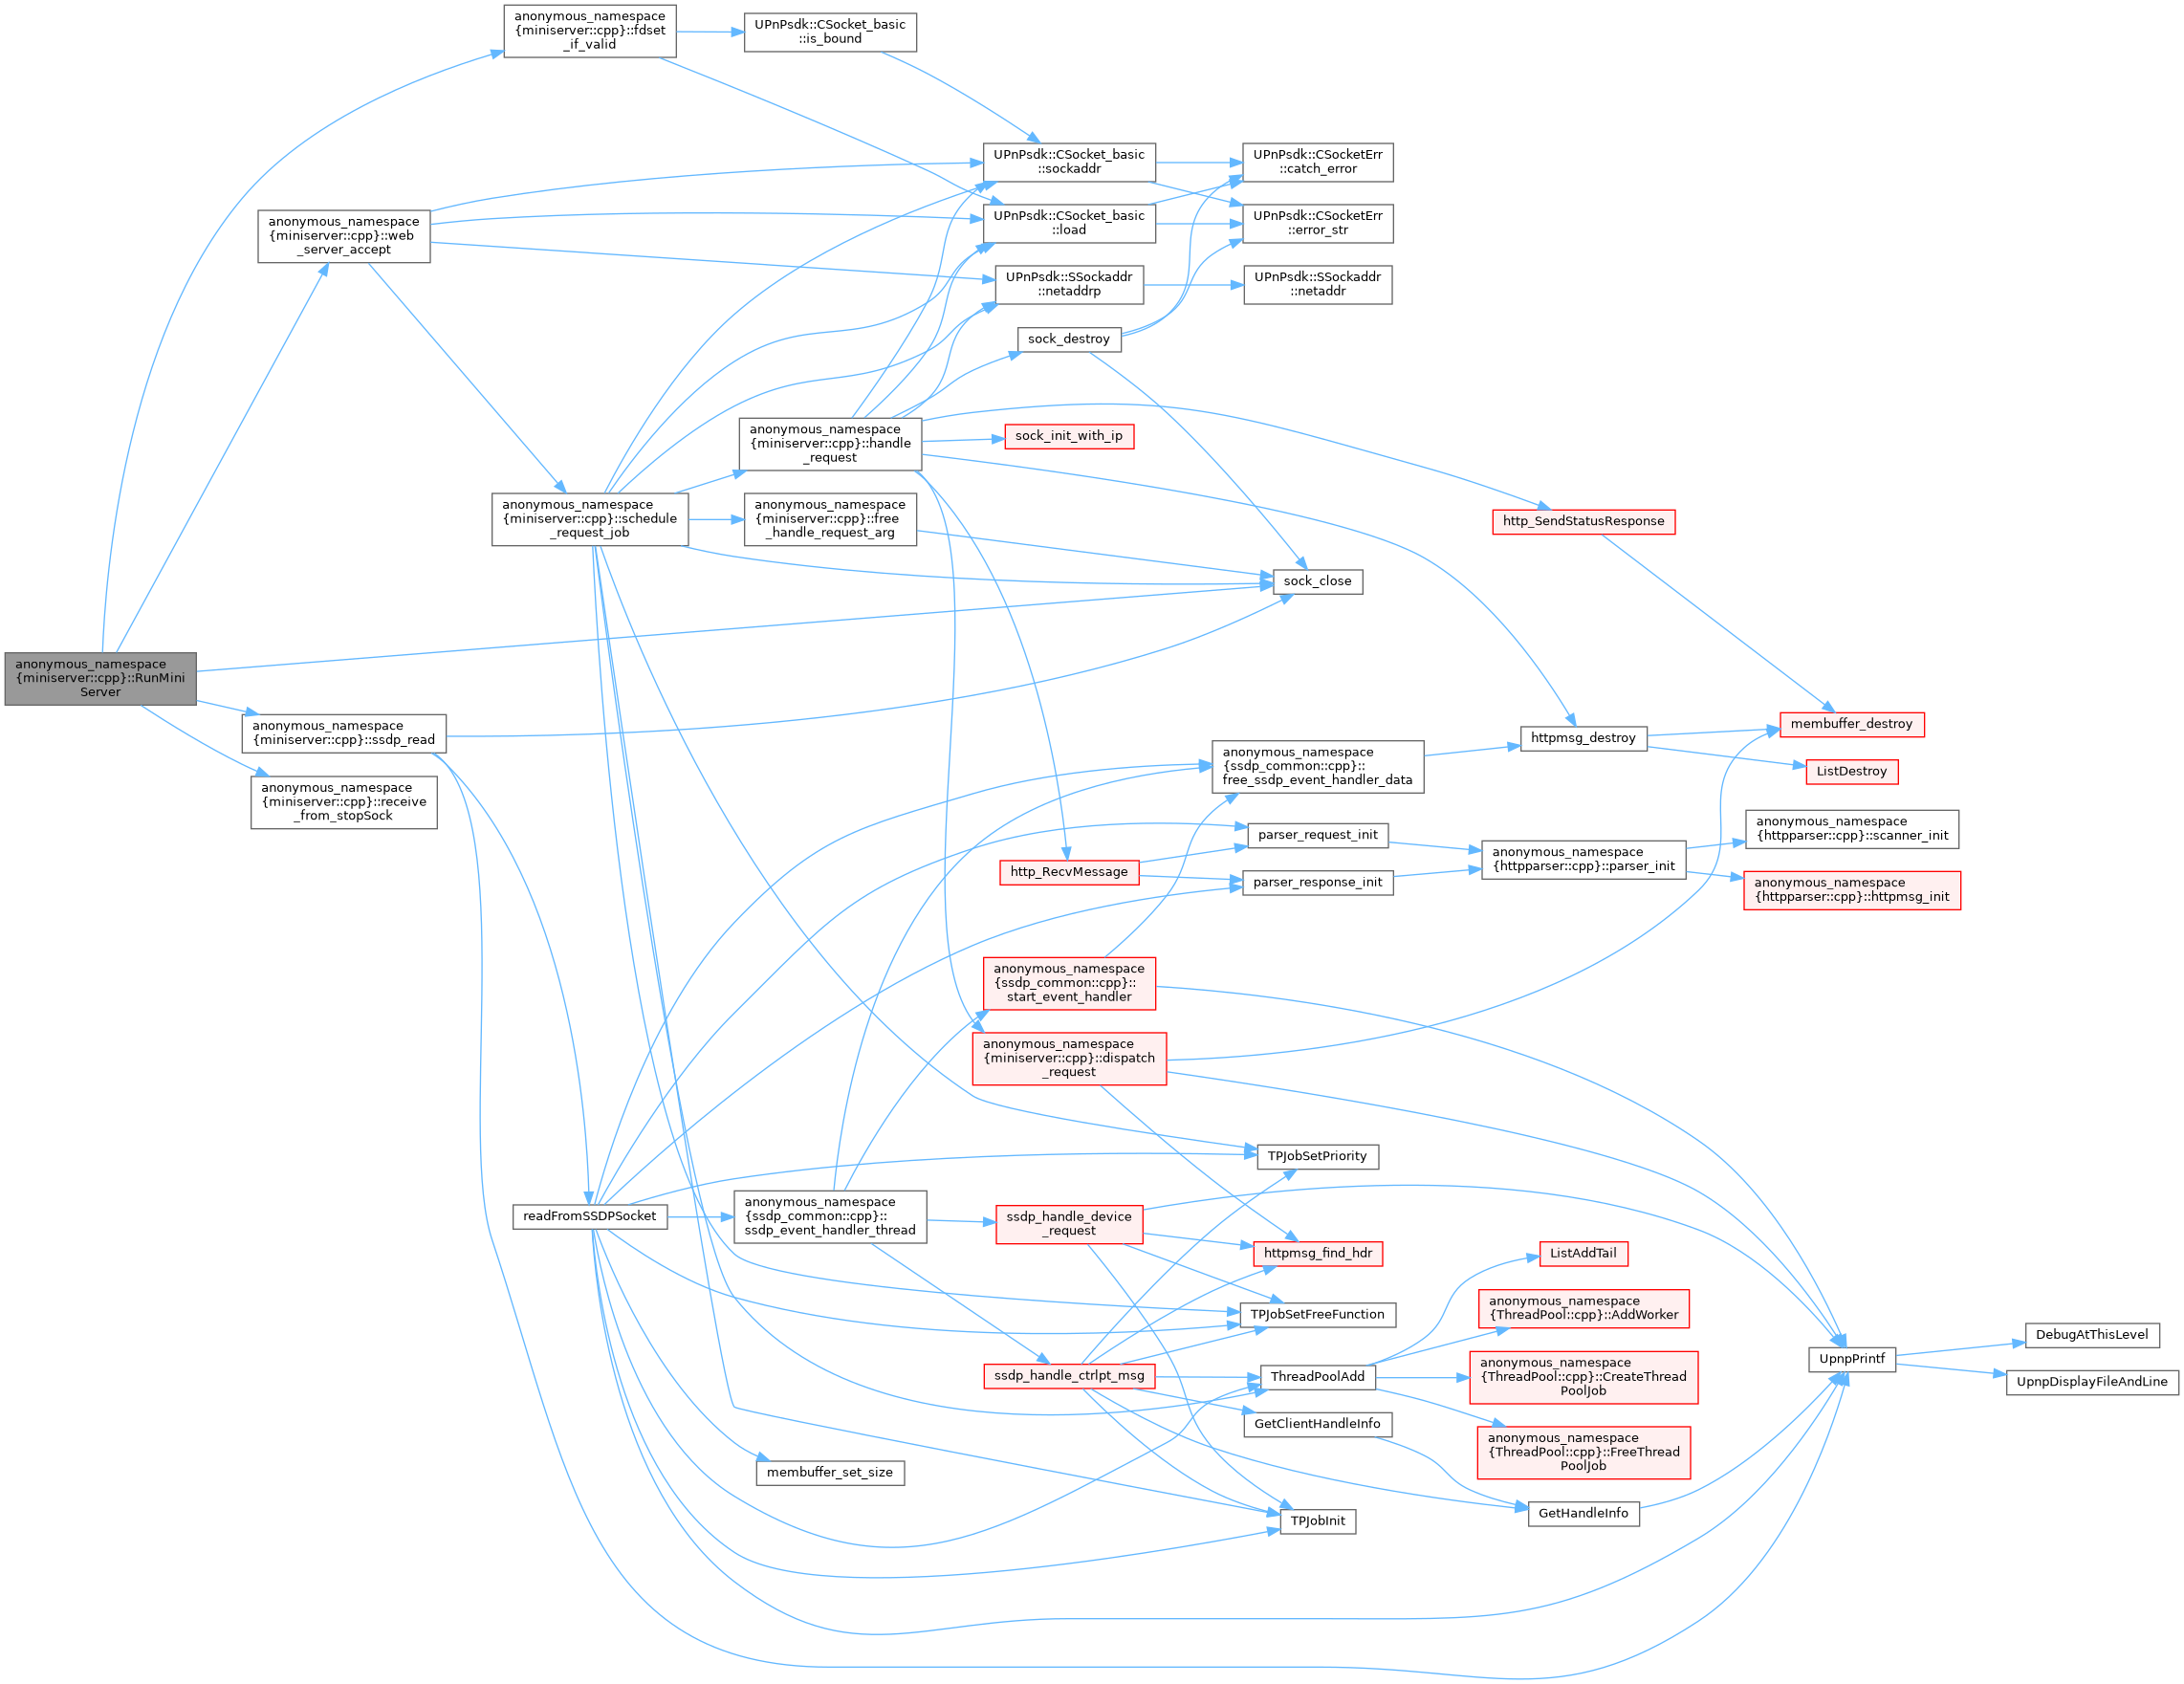 anonymous_namespace
{miniserver::cpp}::fdset
_if_valid
UPnPsdk::CSocket_basic
::is_bound
UPnPsdk::CSocket_basic
::sockaddr
UPnPsdk::CSocketErr
::catch_error
anonymous_namespace
{miniserver::cpp}::web
_server_accept
UPnPsdk::CSocket_basic
::load
UPnPsdk::CSocketErr
::error_str
UPnPsdk::SSockaddr
::netaddrp
UPnPsdk::SSockaddr
::netaddr
sock_destroy
anonymous_namespace
{miniserver::cpp}::handle
_request
sock_init_with_ip
anonymous_namespace
{miniserver::cpp}::schedule
_request_job
anonymous_namespace
{miniserver::cpp}::free
_handle_request_arg
http_SendStatusResponse
sock_close
anonymous_namespace
{miniserver::cpp}::RunMini
Server
anonymous_namespace
{miniserver::cpp}::ssdp_read
anonymous_namespace
{miniserver::cpp}::receive
_from_stopSock
httpmsg_destroy
membuffer_destroy
ListDestroy
anonymous_namespace
{ssdp_common::cpp}::
free_ssdp_event_handler_data
parser_request_init
anonymous_namespace
{httpparser::cpp}::scanner_init
http_RecvMessage
parser_response_init
anonymous_namespace
{httpparser::cpp}::parser_init
anonymous_namespace
{httpparser::cpp}::httpmsg_init
anonymous_namespace
{ssdp_common::cpp}::
start_event_handler
anonymous_namespace
{miniserver::cpp}::dispatch
_request
TPJobSetPriority
readFromSSDPSocket
anonymous_namespace
{ssdp_common::cpp}::
ssdp_event_handler_thread
ssdp_handle_device
_request
httpmsg_find_hdr
ListAddTail
TPJobSetFreeFunction
anonymous_namespace
{ThreadPool::cpp}::AddWorker
DebugAtThisLevel
UpnpPrintf
UpnpDisplayFileAndLine
ssdp_handle_ctrlpt_msg
ThreadPoolAdd
anonymous_namespace
{ThreadPool::cpp}::CreateThread
PoolJob
GetClientHandleInfo
anonymous_namespace
{ThreadPool::cpp}::FreeThread
PoolJob
membuffer_set_size
GetHandleInfo
TPJobInit